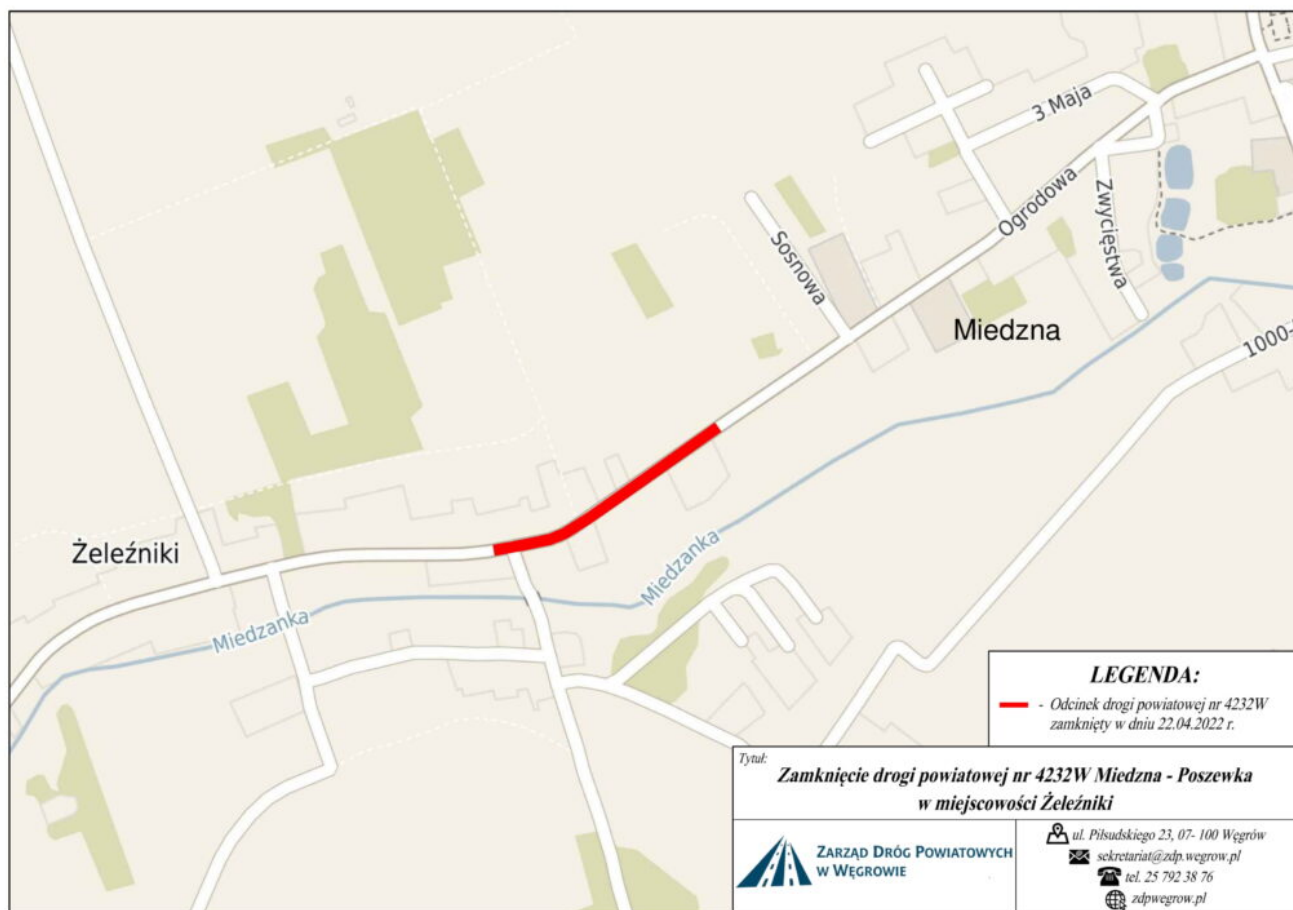 3 Maja
Ogrodowa
Zwycięstwa
Sosnowa
Miedzna
1000-
Miedzanka
Żeleźniki
Miedzanka
LEGENDA:
- Odcinek drogi powiatowej nr 4232W
zamknięty w dniu 22.04.2022 r.
Tytuł:
Zamknięcie drogi powiatowej nr 4232W Miedzna - Poszewka
w miejscowości Żeleźniki
ZARZĄD DRÓG POWIATOWYCH
W WĘGROWIE
ul. Piłsudskiego 23, 07- 100 Węgrów
sekretariat@zdp.wegrow.pl
tel. 25 792 38 76
zdpwegrow.pl